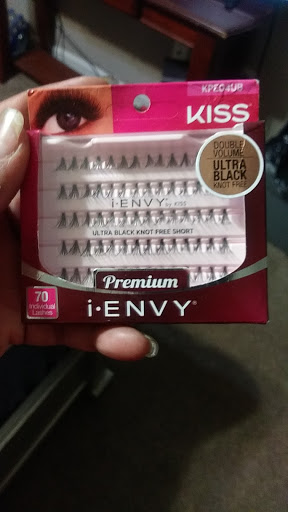 KPEC4UB
KISS
DOUBLE
VOLUME
ULTRA
BLACK
KNOT FREE
i·ENVY by KISS
ULTRA BLACK KNOT FREE SHORT
Premium
i·ENVY®
70
Individual
Lashes